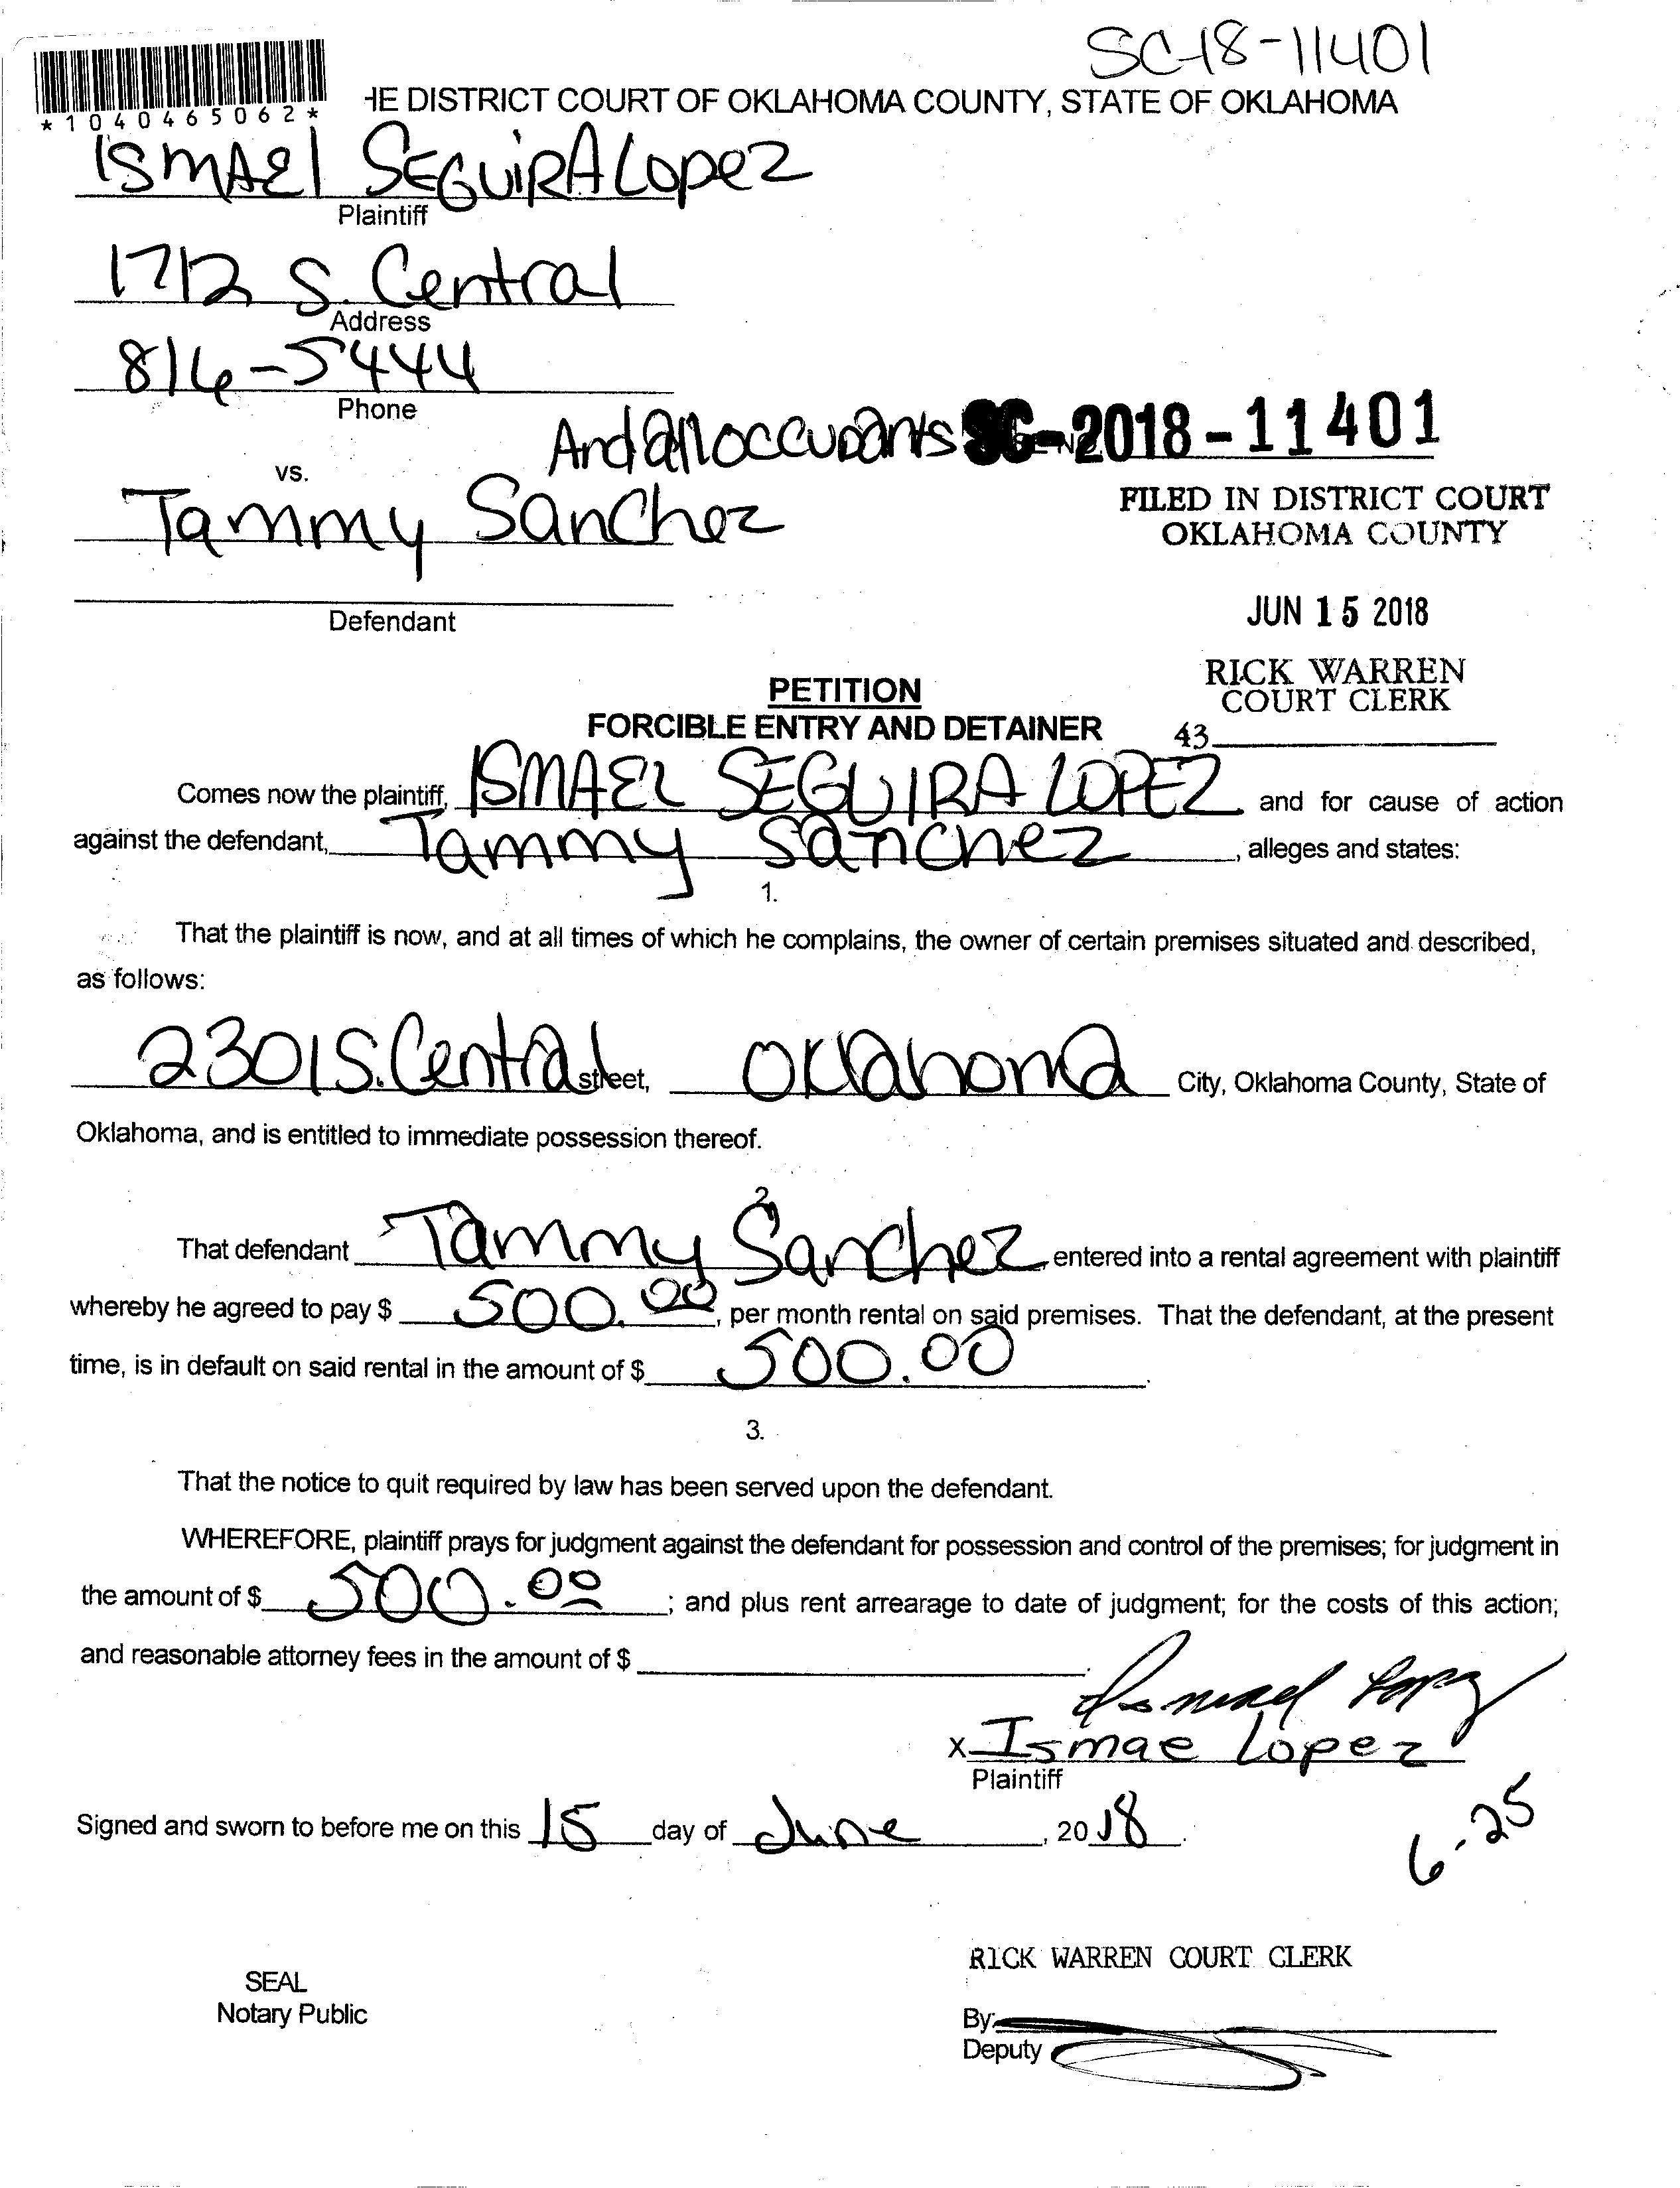 SC-18-11401
*1040465062*
HE DISTRICT COURT OF OKLAHOMA COUNTY, STATE OF OKLAHOMA
ISMAEl SEGUIRA Lopez
Plaintiff
1712 S. Central
Address
816-5444
Phone
And all occupants SC-2018-11401
vs.
Tammy Sanchez
FILED IN DISTRICT COURT
OKLAHOMA COUNTY
Defendant
JUN 15 2018
RICK WARREN
COURT CLERK
43
PETITION
FORCIBLE ENTRY AND DETAINER
Comes now the plaintiff, ISMAEL SEGUIRA LOPEZ and for cause of action
against the defendant, Tammy Sanchez, alleges and states:
1.
That the plaintiff is now, and at all times of which he complains, the owner of certain premises situated and described,
as follows:
2301 S. Central street, Oklahoma City, Oklahoma County, State of
Oklahoma, and is entitled to immediate possession thereof.
2.
That defendant Tammy Sanchez, entered into a rental agreement with plaintiff
whereby he agreed to pay $ 500.00, per month rental on said premises. That the defendant, at the present
time, is in default on said rental in the amount of $ 500.00.
3.
That the notice to quit required by law has been served upon the defendant.
WHEREFORE, plaintiff prays for judgment against the defendant for possession and control of the premises; for judgment in
the amount of $ 500.00; and plus rent arrearage to date of judgment; for the costs of this action;
and reasonable attorney fees in the amount of $ .
Ismael Lopez
x Ismae Lopez
Plaintiff
Signed and sworn to before me on this 15 day of June, 2018.
6-25
RICK WARREN COURT CLERK
SEAL
Notary Public
By:
Deputy